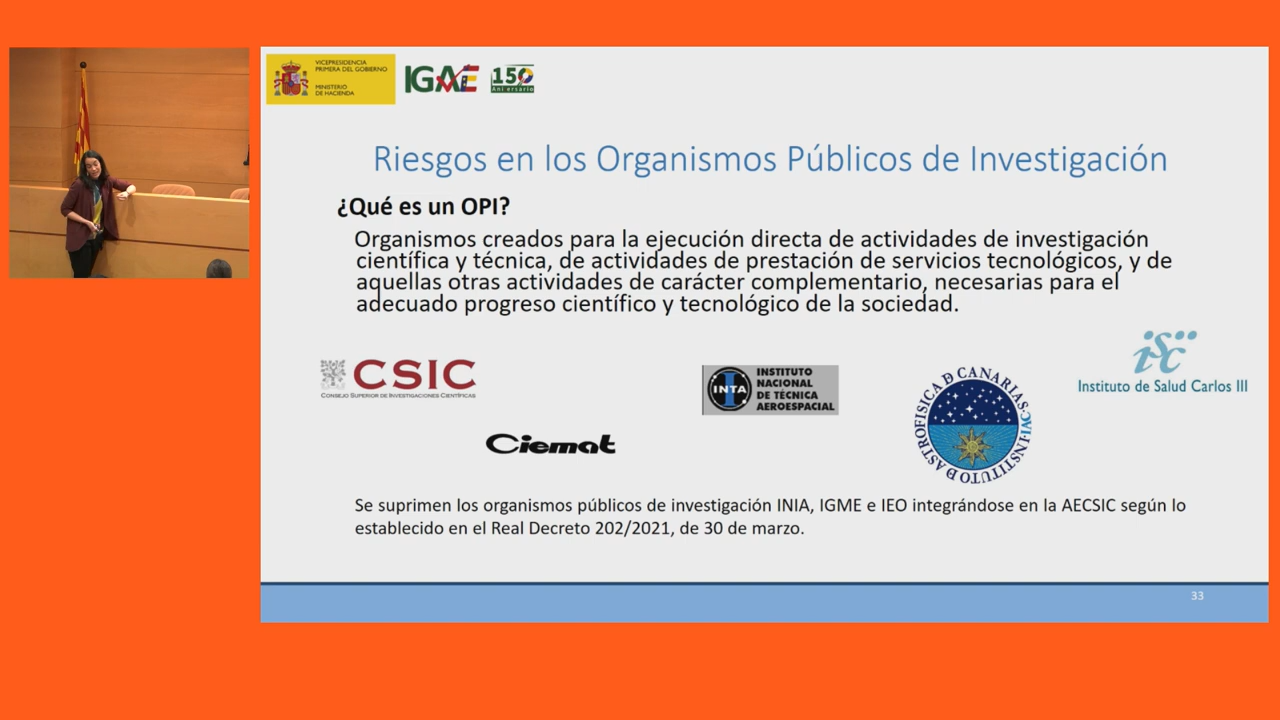 VICEPRESIDENCIA
PRIMERA DEL GOBIERNO
MINISTERIO
DE HACIENDA
IGAE
150
Aniversario
Riesgos en los Organismos Públicos de Investigación
¿Qué es un OPI?
Organismos creados para la ejecución directa de actividades de investigación
científica y técnica, de actividades de prestación de servicios tecnológicos, y de
aquellas otras actividades de carácter complementario, necesarias para el
adecuado progreso científico y tecnológico de la sociedad.
CSIC
CONSEJO SUPERIOR DE INVESTIGACIONES CIENTÍFICAS
Ciemat
INTA
INSTITUTO
NACIONAL
DE TÉCNICA
AEROESPACIAL
INSTITUTO DE ASTROFISICA DE CANARIAS·IAC·
isc
Instituto de Salud Carlos III
Se suprimen los organismos públicos de investigación INIA, IGME e IEO integrándose en la AECSIC según lo
establecido en el Real Decreto 202/2021, de 30 de marzo.
33